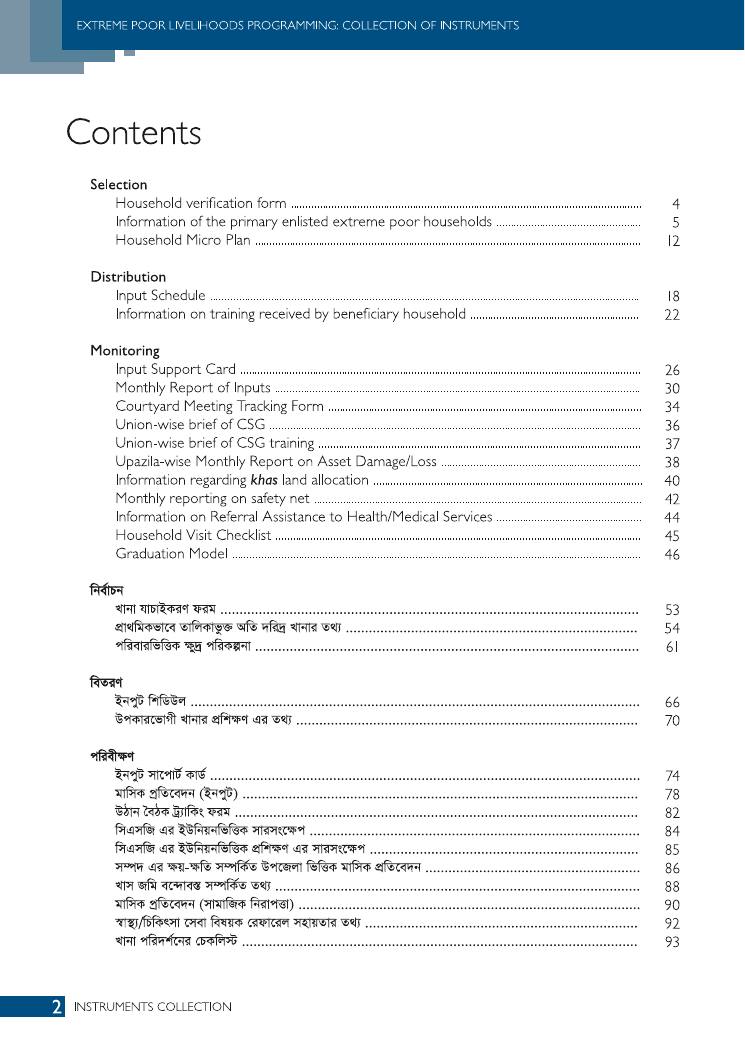 EXTREME POOR LIVELIHOODS PROGRAMMING: COLLECTION OF INSTRUMENTS
Contents
Selection
Household verification form ........ 4
Information of the primary enlisted extreme poor households ........ 5
Household Micro Plan ........ 12
Distribution
Input Schedule ........ 18
Information on training received by beneficiary household ........ 22
Monitoring
Input Support Card ........ 26
Monthly Report of Inputs ........ 30
Courtyard Meeting Tracking Form ........ 34
Union-wise brief of CSG ........ 36
Union-wise brief of CSG training ........ 37
Upazila-wise Monthly Report on Asset Damage/Loss ........ 38
Information regarding khas land allocation ........ 40
Monthly reporting on safety net ........ 42
Information on Referral Assistance to Health/Medical Services ........ 44
Household Visit Checklist ........ 45
Graduation Model ........ 46
নির্বাচন
খানা যাচাইকরণ ফরম ........ 53
প্রাথমিকভাবে তালিকাভুক্ত অতি দরিদ্র খানার তথ্য ........ 54
পরিবারভিত্তিক ক্ষুদ্র পরিকল্পনা ........ 61
বিতরণ
ইনপুট শিডিউল ........ 66
উপকারভোগী খানার প্রশিক্ষণ এর তথ্য ........ 70
পরিবীক্ষণ
ইনপুট সাপোর্ট কার্ড ........ 74
মাসিক প্রতিবেদন (ইনপুট) ........ 78
উঠান বৈঠক ট্র্যাকিং ফরম ........ 82
সিএসজি এর ইউনিয়নভিত্তিক সারসংক্ষেপ ........ 84
সিএসজি এর ইউনিয়নভিত্তিক প্রশিক্ষণ এর সারসংক্ষেপ ........ 85
সম্পদ এর ক্ষয়-ক্ষতি সম্পর্কিত উপজেলা ভিত্তিক মাসিক প্রতিবেদন ........ 86
খাস জমি বন্দোবস্ত সম্পর্কিত তথ্য ........ 88
মাসিক প্রতিবেদন (সামাজিক নিরাপত্তা) ........ 90
স্বাস্থ্য/চিকিৎসা সেবা বিষয়ক রেফারেল সহায়তার তথ্য ........ 92
খানা পরিদর্শনের চেকলিস্ট ........ 93
2 INSTRUMENTS COLLECTION